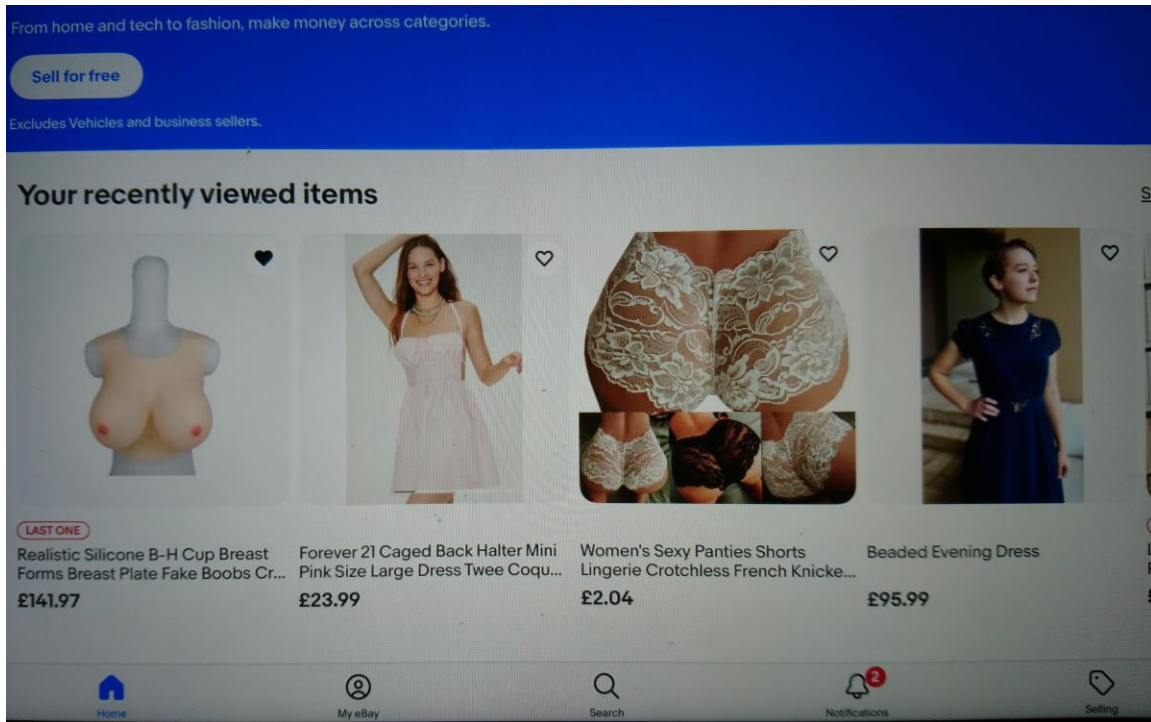 From home and tech to fashion, make money across categories.
Sell for free
Excludes Vehicles and business sellers.
Your recently viewed items
LAST ONE
Realistic Silicone B-H Cup Breast
Forms Breast Plate Fake Boobs Cr...
£141.97
Forever 21 Caged Back Halter Mini
Pink Size Large Dress Twee Coqu...
£23.99
Women's Sexy Panties Shorts
Lingerie Crotchless French Knicke...
£2.04
Beaded Evening Dress
£95.99
Home
My eBay
Search
2
Notifications
Selling